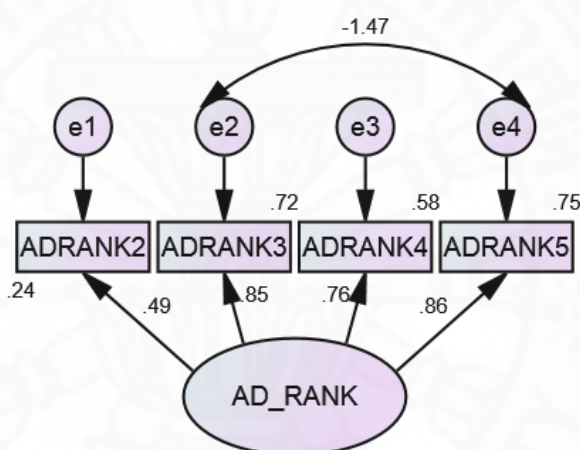 -1.47
e1 e2 e3 e4
.72 .58 .75
ADRANK2 ADRANK3 ADRANK4 ADRANK5
.24
.49 .85 .76 .86
AD_RANK